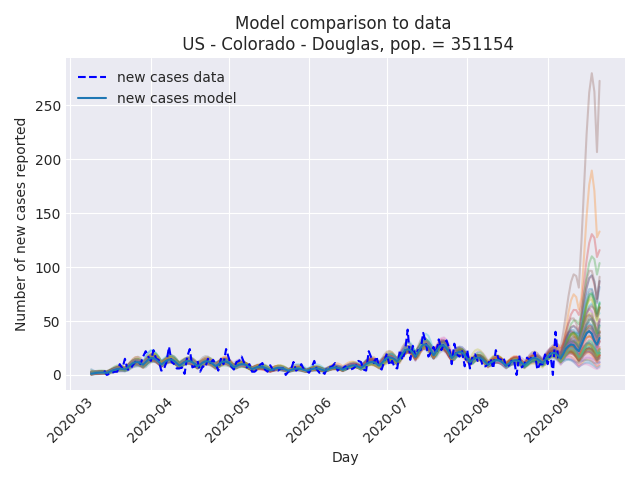 Model comparison to data
US - Colorado - Douglas, pop. = 351154
new cases data
new cases model
Number of new cases reported
250
200
150
100
50
0
2020-03
2020-04
2020-05
2020-06
2020-07
2020-08
2020-09
Day